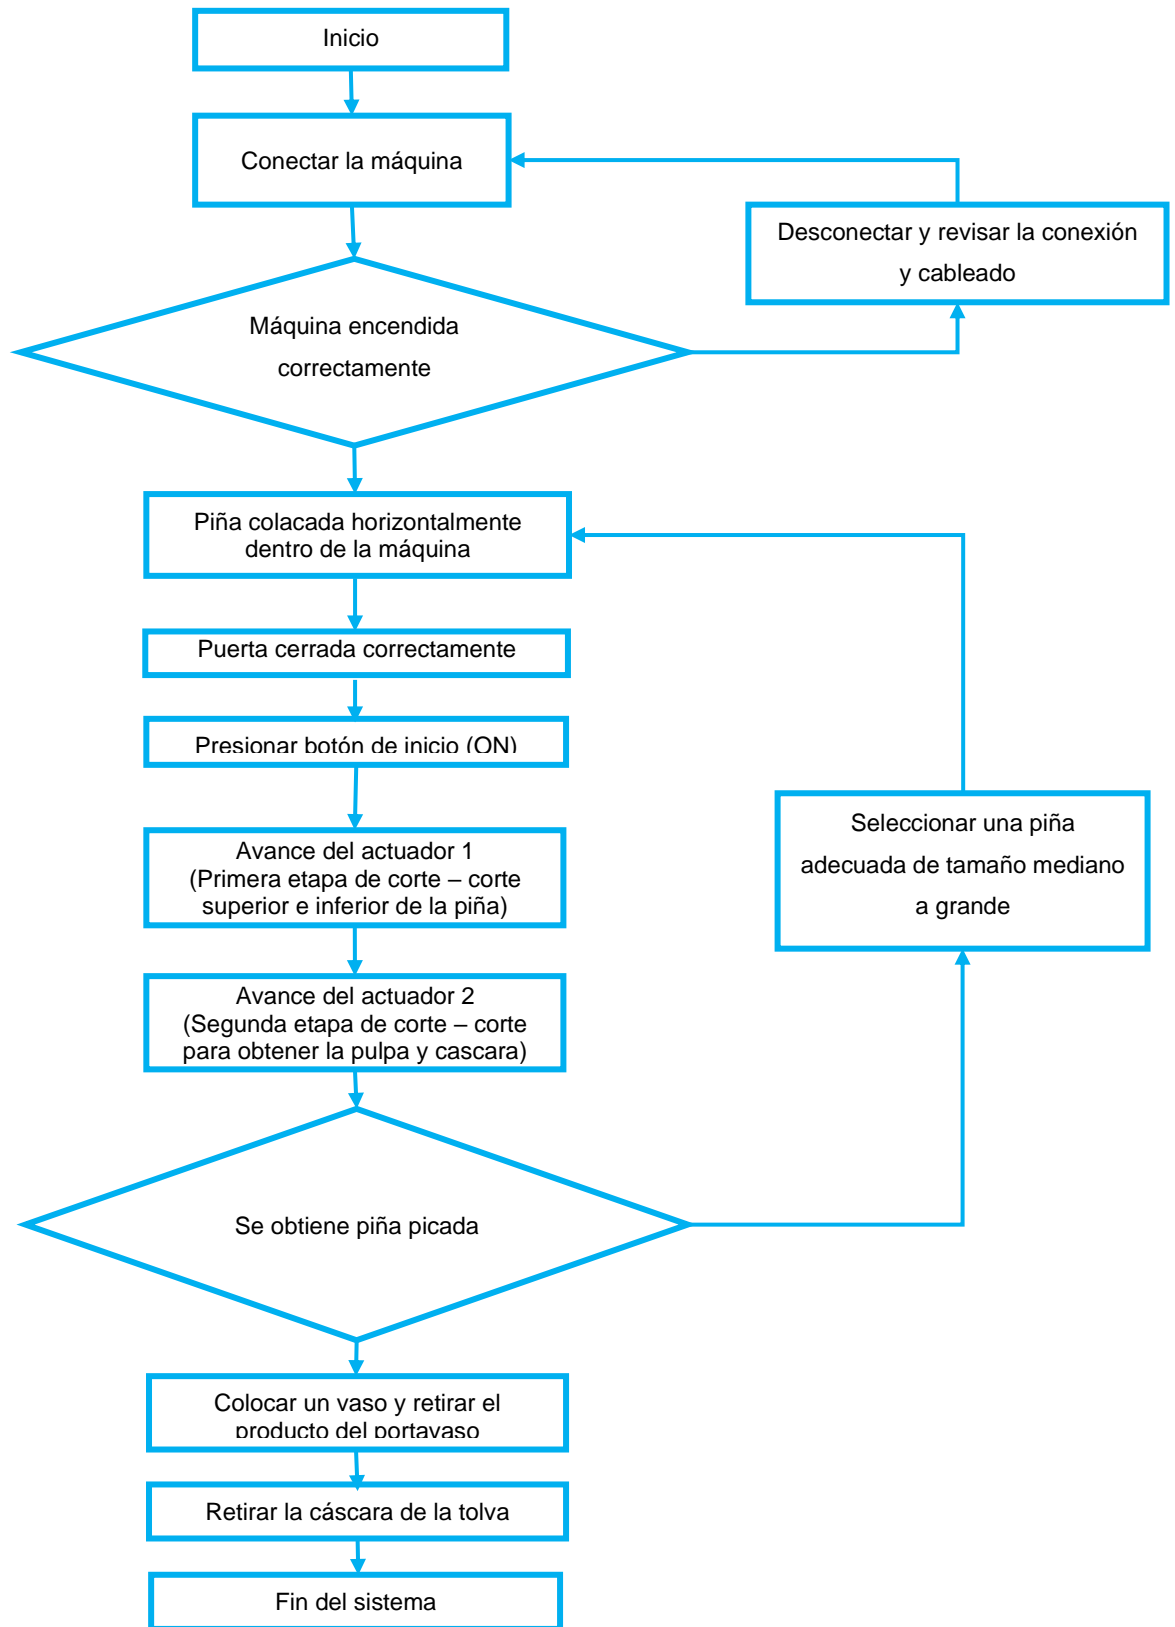 Inicio
Conectar la máquina
Desconectar y revisar la conexión
y cableado
Máquina encendida
correctamente
Piña colacada horizontalmente
dentro de la máquina
Puerta cerrada correctamente
Presionar botón de inicio (ON)
Avance del actuador 1
(Primera etapa de corte – corte
superior e inferior de la piña)
Seleccionar una piña
adecuada de tamaño mediano
a grande
Avance del actuador 2
(Segunda etapa de corte – corte
para obtener la pulpa y cascara)
Se obtiene piña picada
Colocar un vaso y retirar el
producto del portavaso
Retirar la cáscara de la tolva
Fin del sistema